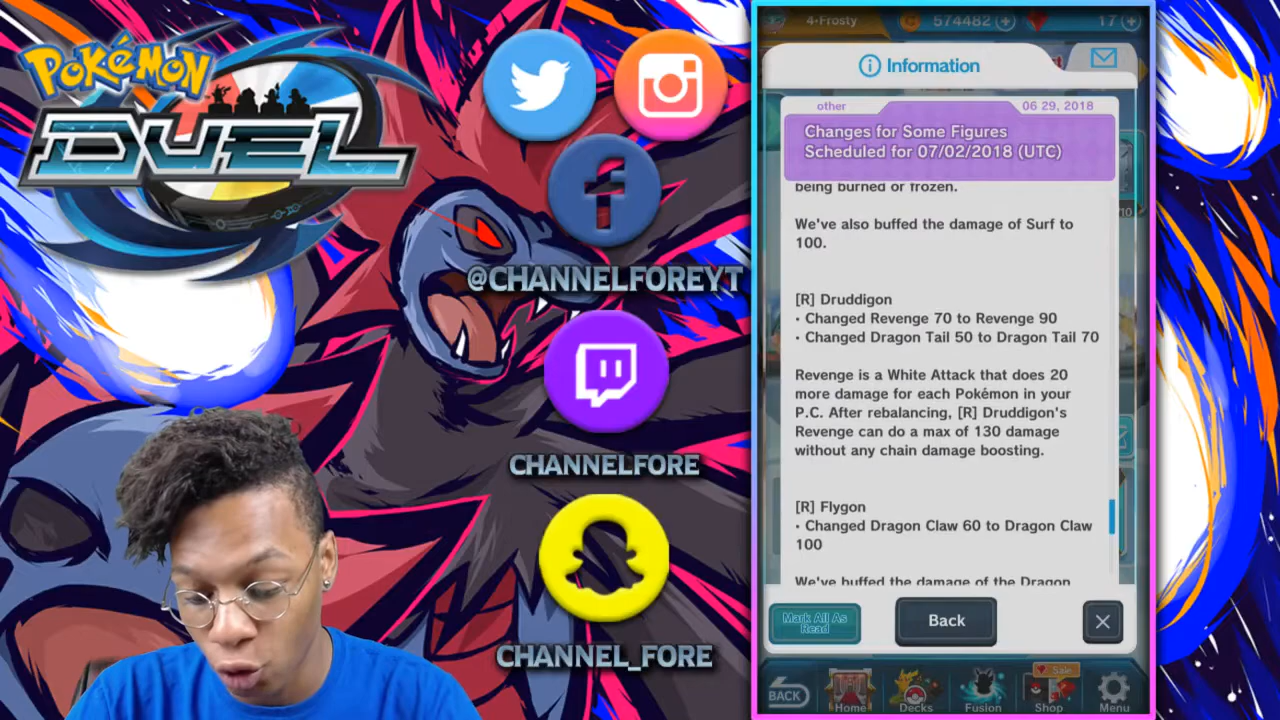 POKéMON
DUEL
@CHANNELFOREYT
CHANNELFORE
CHANNEL_FORE
4·Frosty
574482
17
Information
other
06 29, 2018
Changes for Some Figures
Scheduled for 07/02/2018 (UTC)
being burned or frozen.
We've also buffed the damage of Surf to
100.
[R] Druddigon
· Changed Revenge 70 to Revenge 90
· Changed Dragon Tail 50 to Dragon Tail 70
Revenge is a White Attack that does 20
more damage for each Pokémon in your
P.C. After rebalancing, [R] Druddigon's
Revenge can do a max of 130 damage
without any chain damage boosting.
[R] Flygon
· Changed Dragon Claw 60 to Dragon Claw
100
We've buffed the damage of the Dragon
Mark All As
Read
Back
BACK
Home
Decks
Fusion
Sale
Shop
Menu